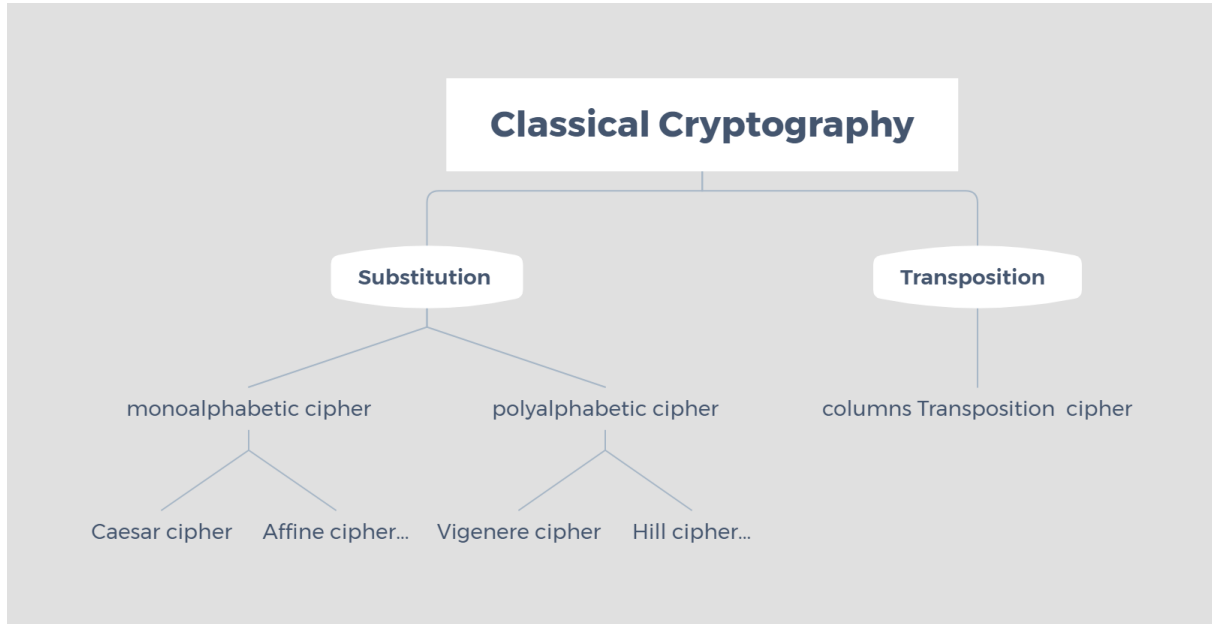 Classical Cryptography
Substitution
Transposition
monoalphabetic cipher
polyalphabetic cipher
columns Transposition  cipher
Caesar cipher
Affine cipher...
Vigenere cipher
Hill cipher...